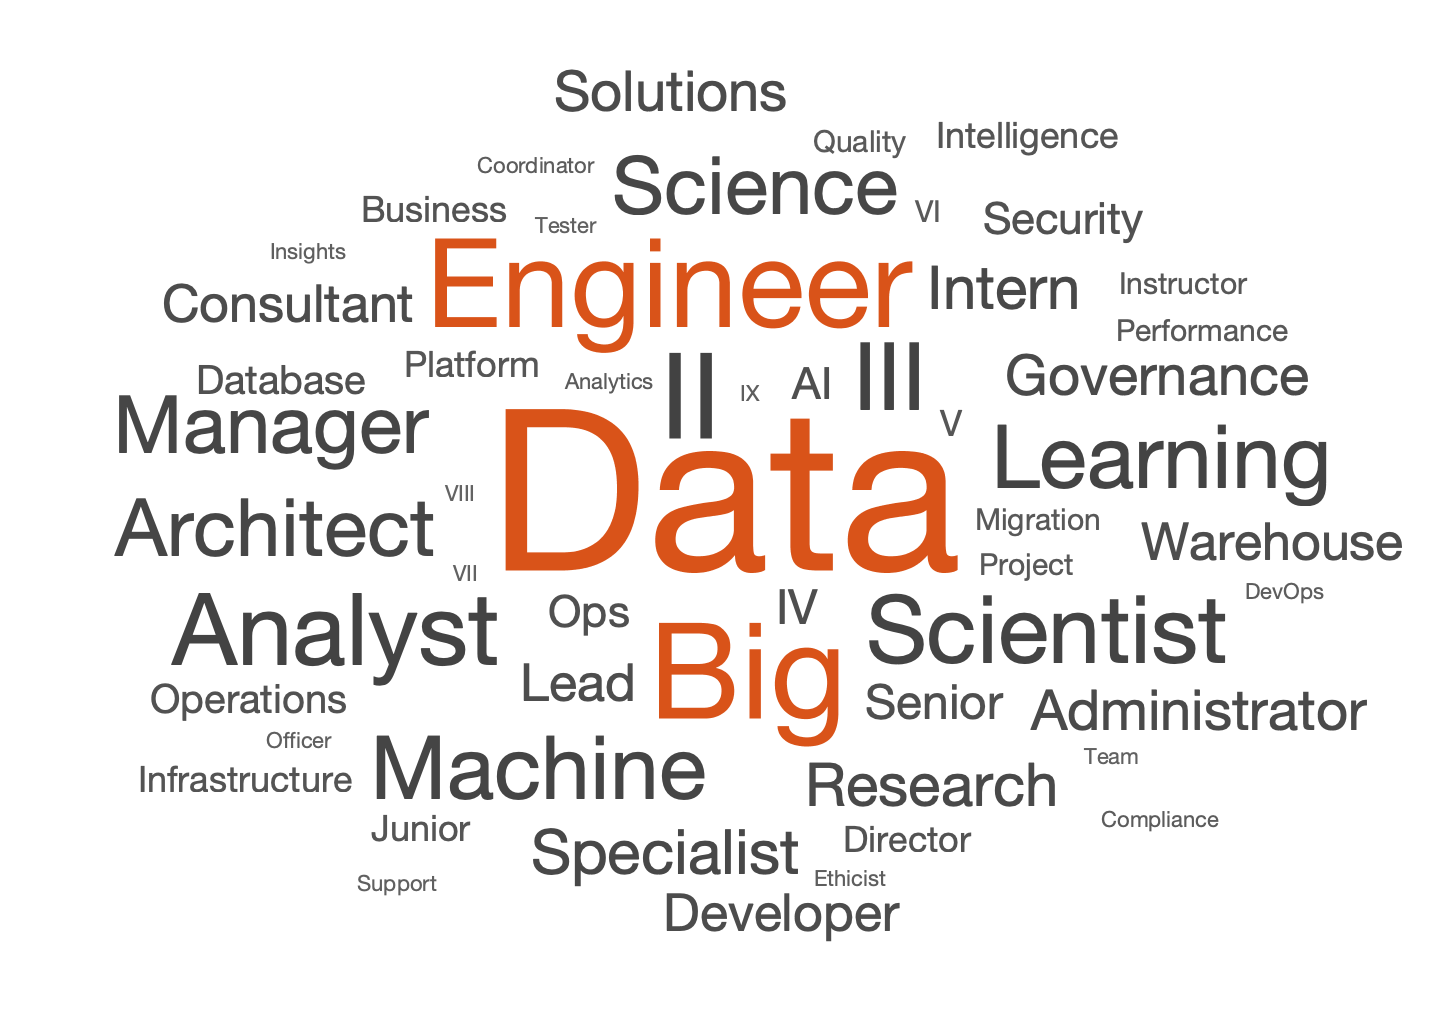 Solutions
Quality
Intelligence
Coordinator
Science
Business
Tester
VI
Security
Insights
Engineer
Consultant
Intern
Instructor
Performance
Platform
Database
Analytics
II
IX
AI
III
Governance
Manager
V
Data
Learning
VIII
Architect
Migration
Warehouse
VII
Project
DevOps
Analyst
Ops
IV
Scientist
Big
Lead
Operations
Senior
Administrator
Officer
Machine
Infrastructure
Research
Team
Junior
Specialist
Director
Compliance
Support
Ethicist
Developer